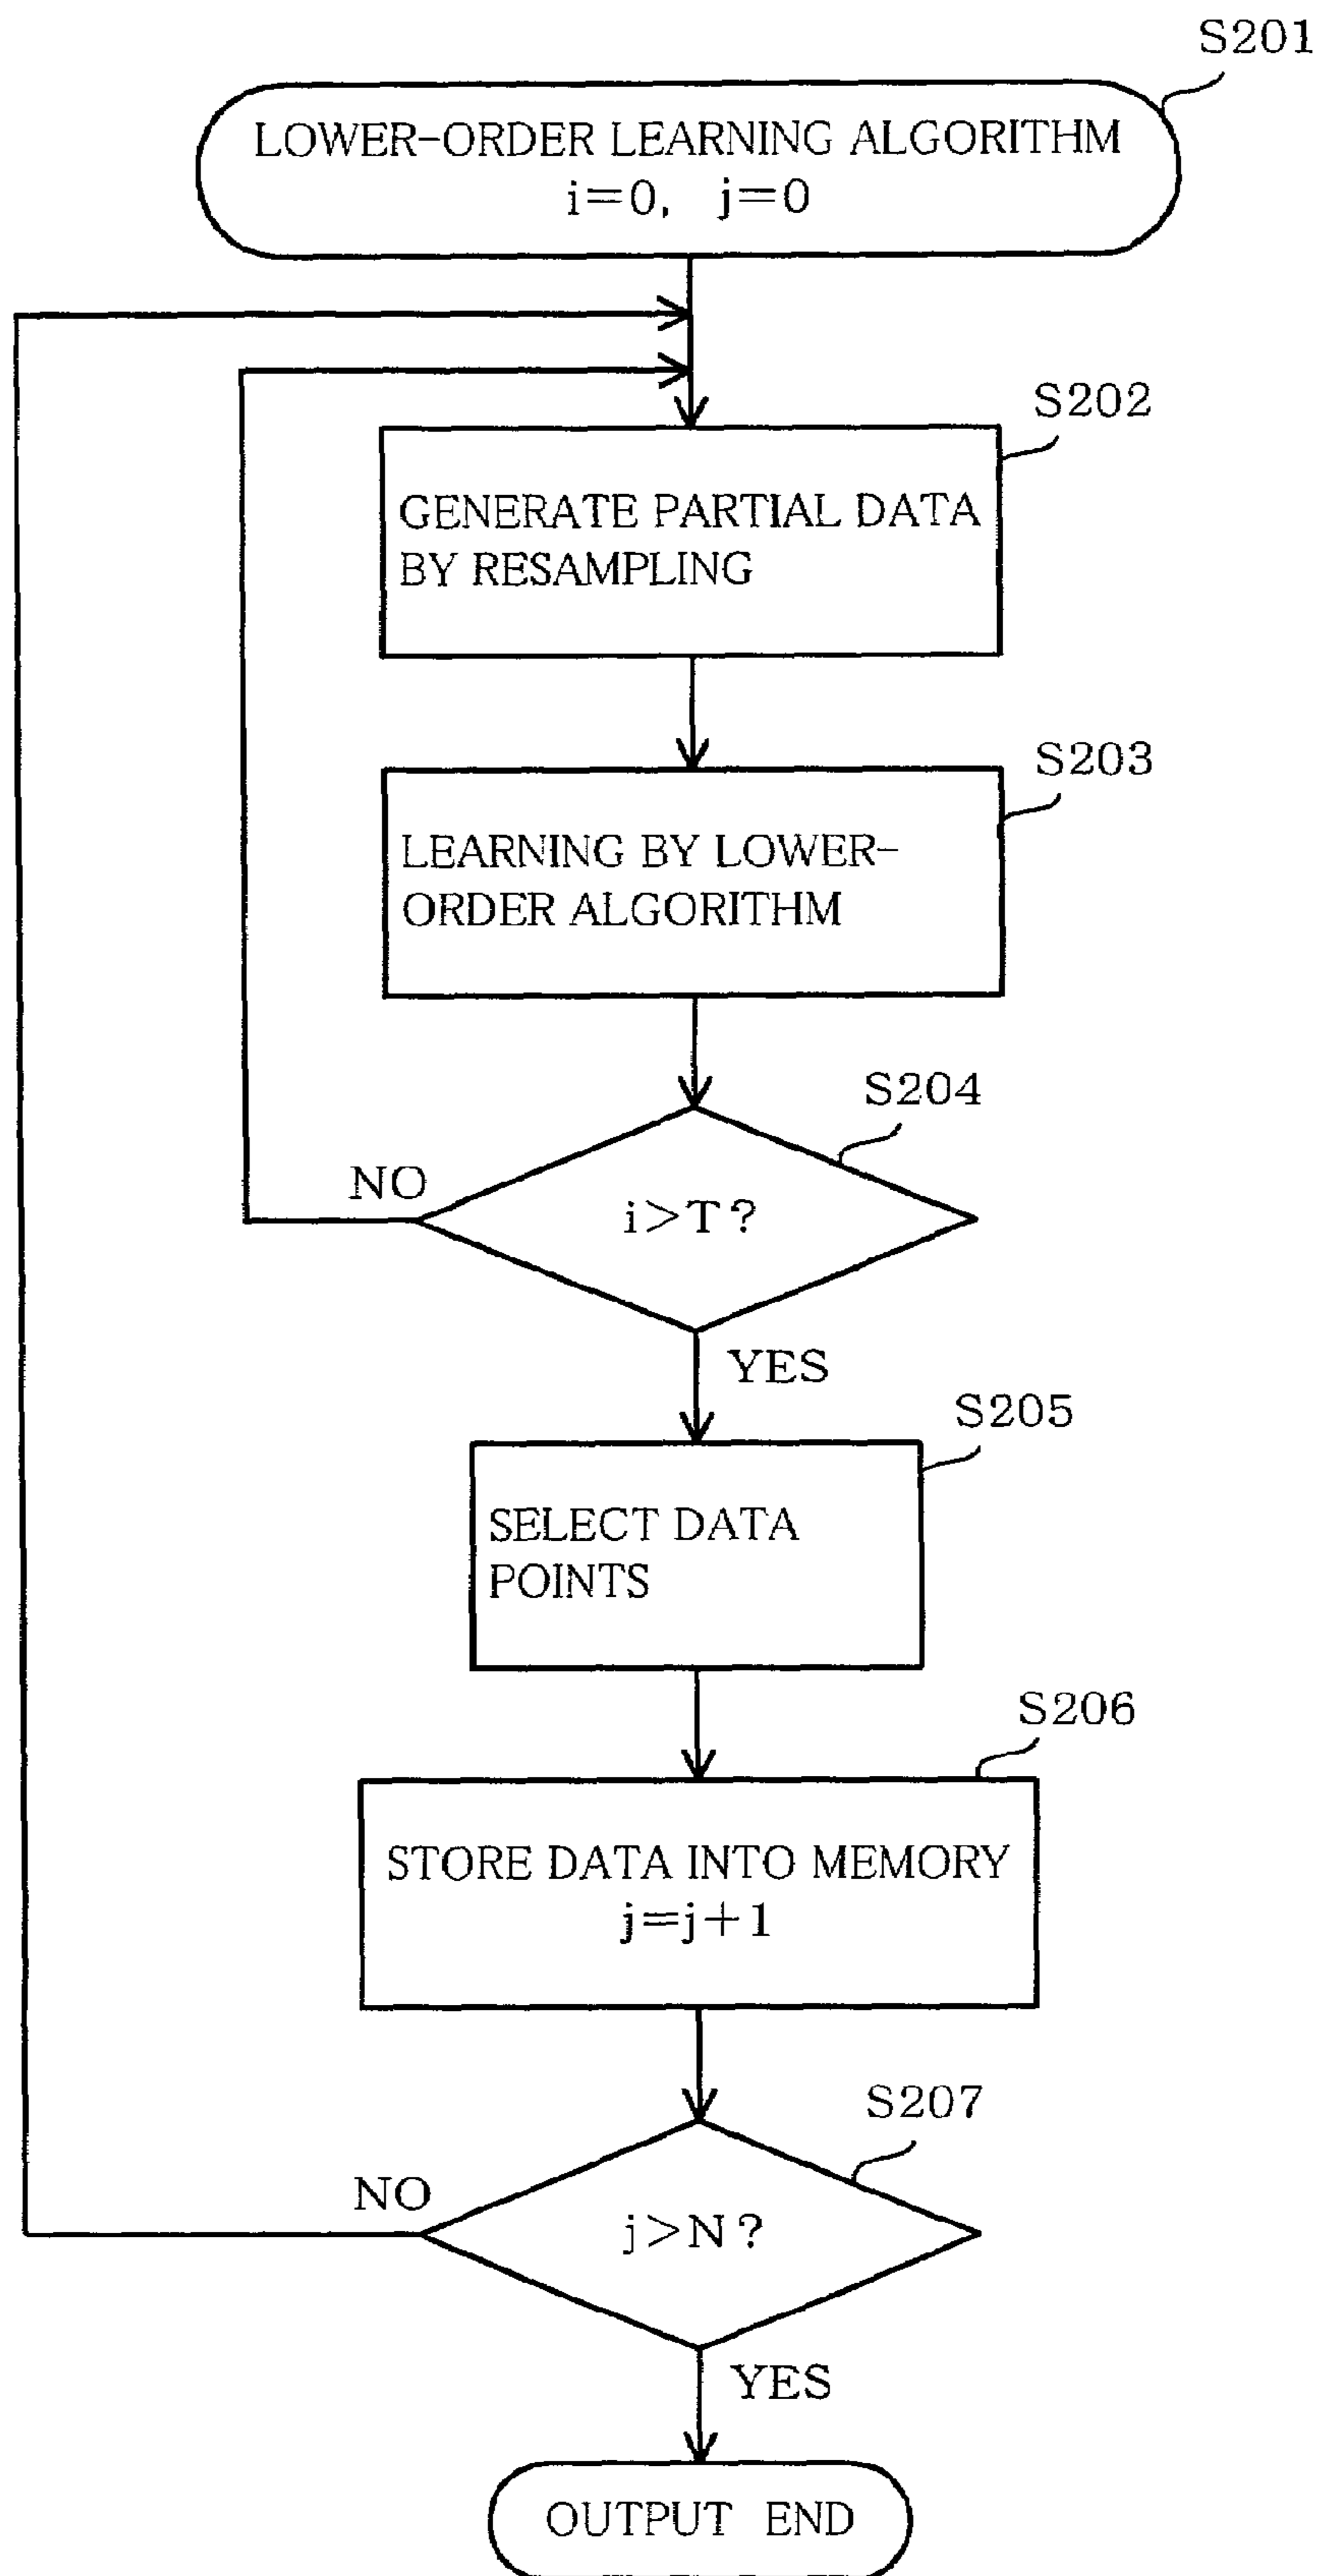 S201
LOWER-ORDER LEARNING ALGORITHM
i=0, j=0
S202
GENERATE PARTIAL DATA
BY RESAMPLING
S203
LEARNING BY LOWER-
ORDER ALGORITHM
S204
NO
i>T?
YES
S205
SELECT DATA
POINTS
S206
STORE DATA INTO MEMORY
j=j+1
S207
NO
j>N?
YES
OUTPUT END